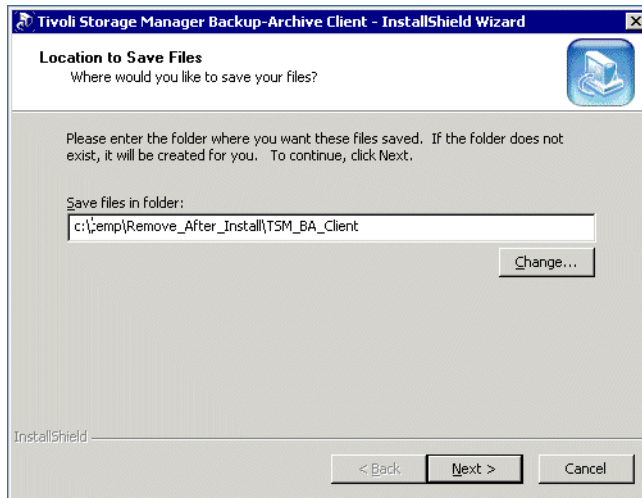 Tivoli Storage Manager Backup-Archive Client - InstallShield Wizard
Location to Save Files
Where would you like to save your files?
Please enter the folder where you want these files saved. If the folder does not
exist, it will be created for you. To continue, click Next.
Save files in folder:
c:\temp\Remove_After_Install\TSM_BA_Client
Change...
InstallShield
< Back
Next >
Cancel